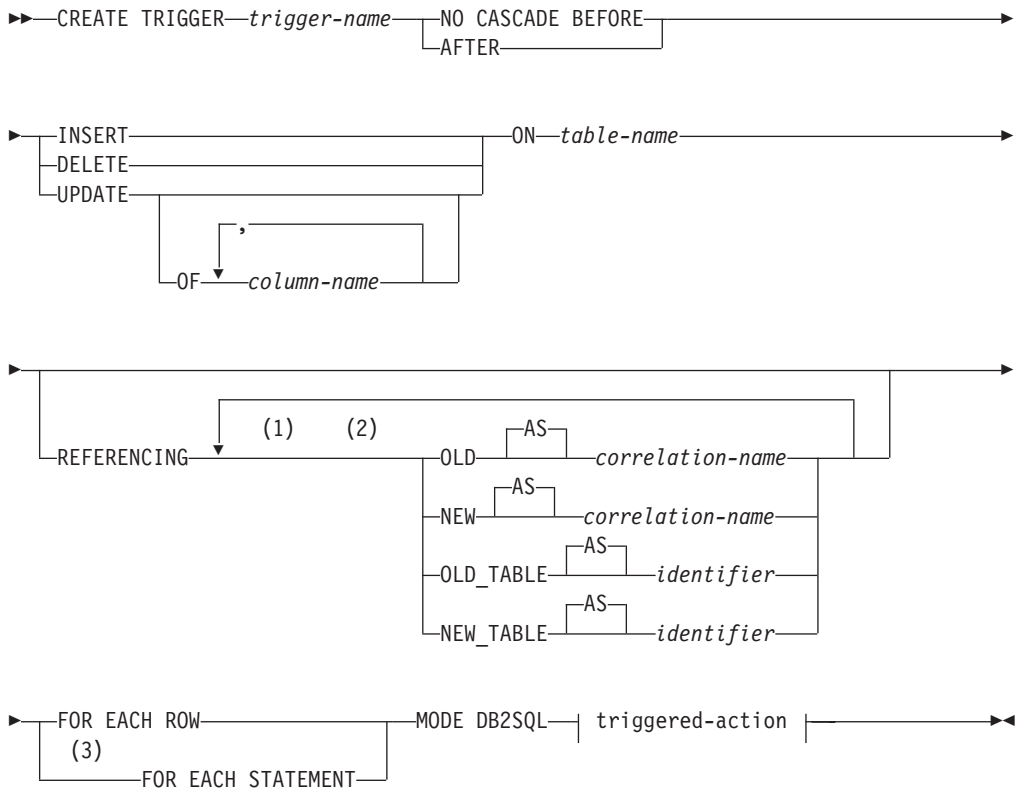 CREATE TRIGGER trigger-name NO CASCADE BEFORE
AFTER
INSERT ON table-name
DELETE
UPDATE
,
OF column-name
(1) (2) AS
REFERENCING OLD correlation-name
AS
NEW correlation-name
AS
OLD_TABLE identifier
AS
NEW_TABLE identifier
FOR EACH ROW MODE DB2SQL triggered-action
(3)
FOR EACH STATEMENT